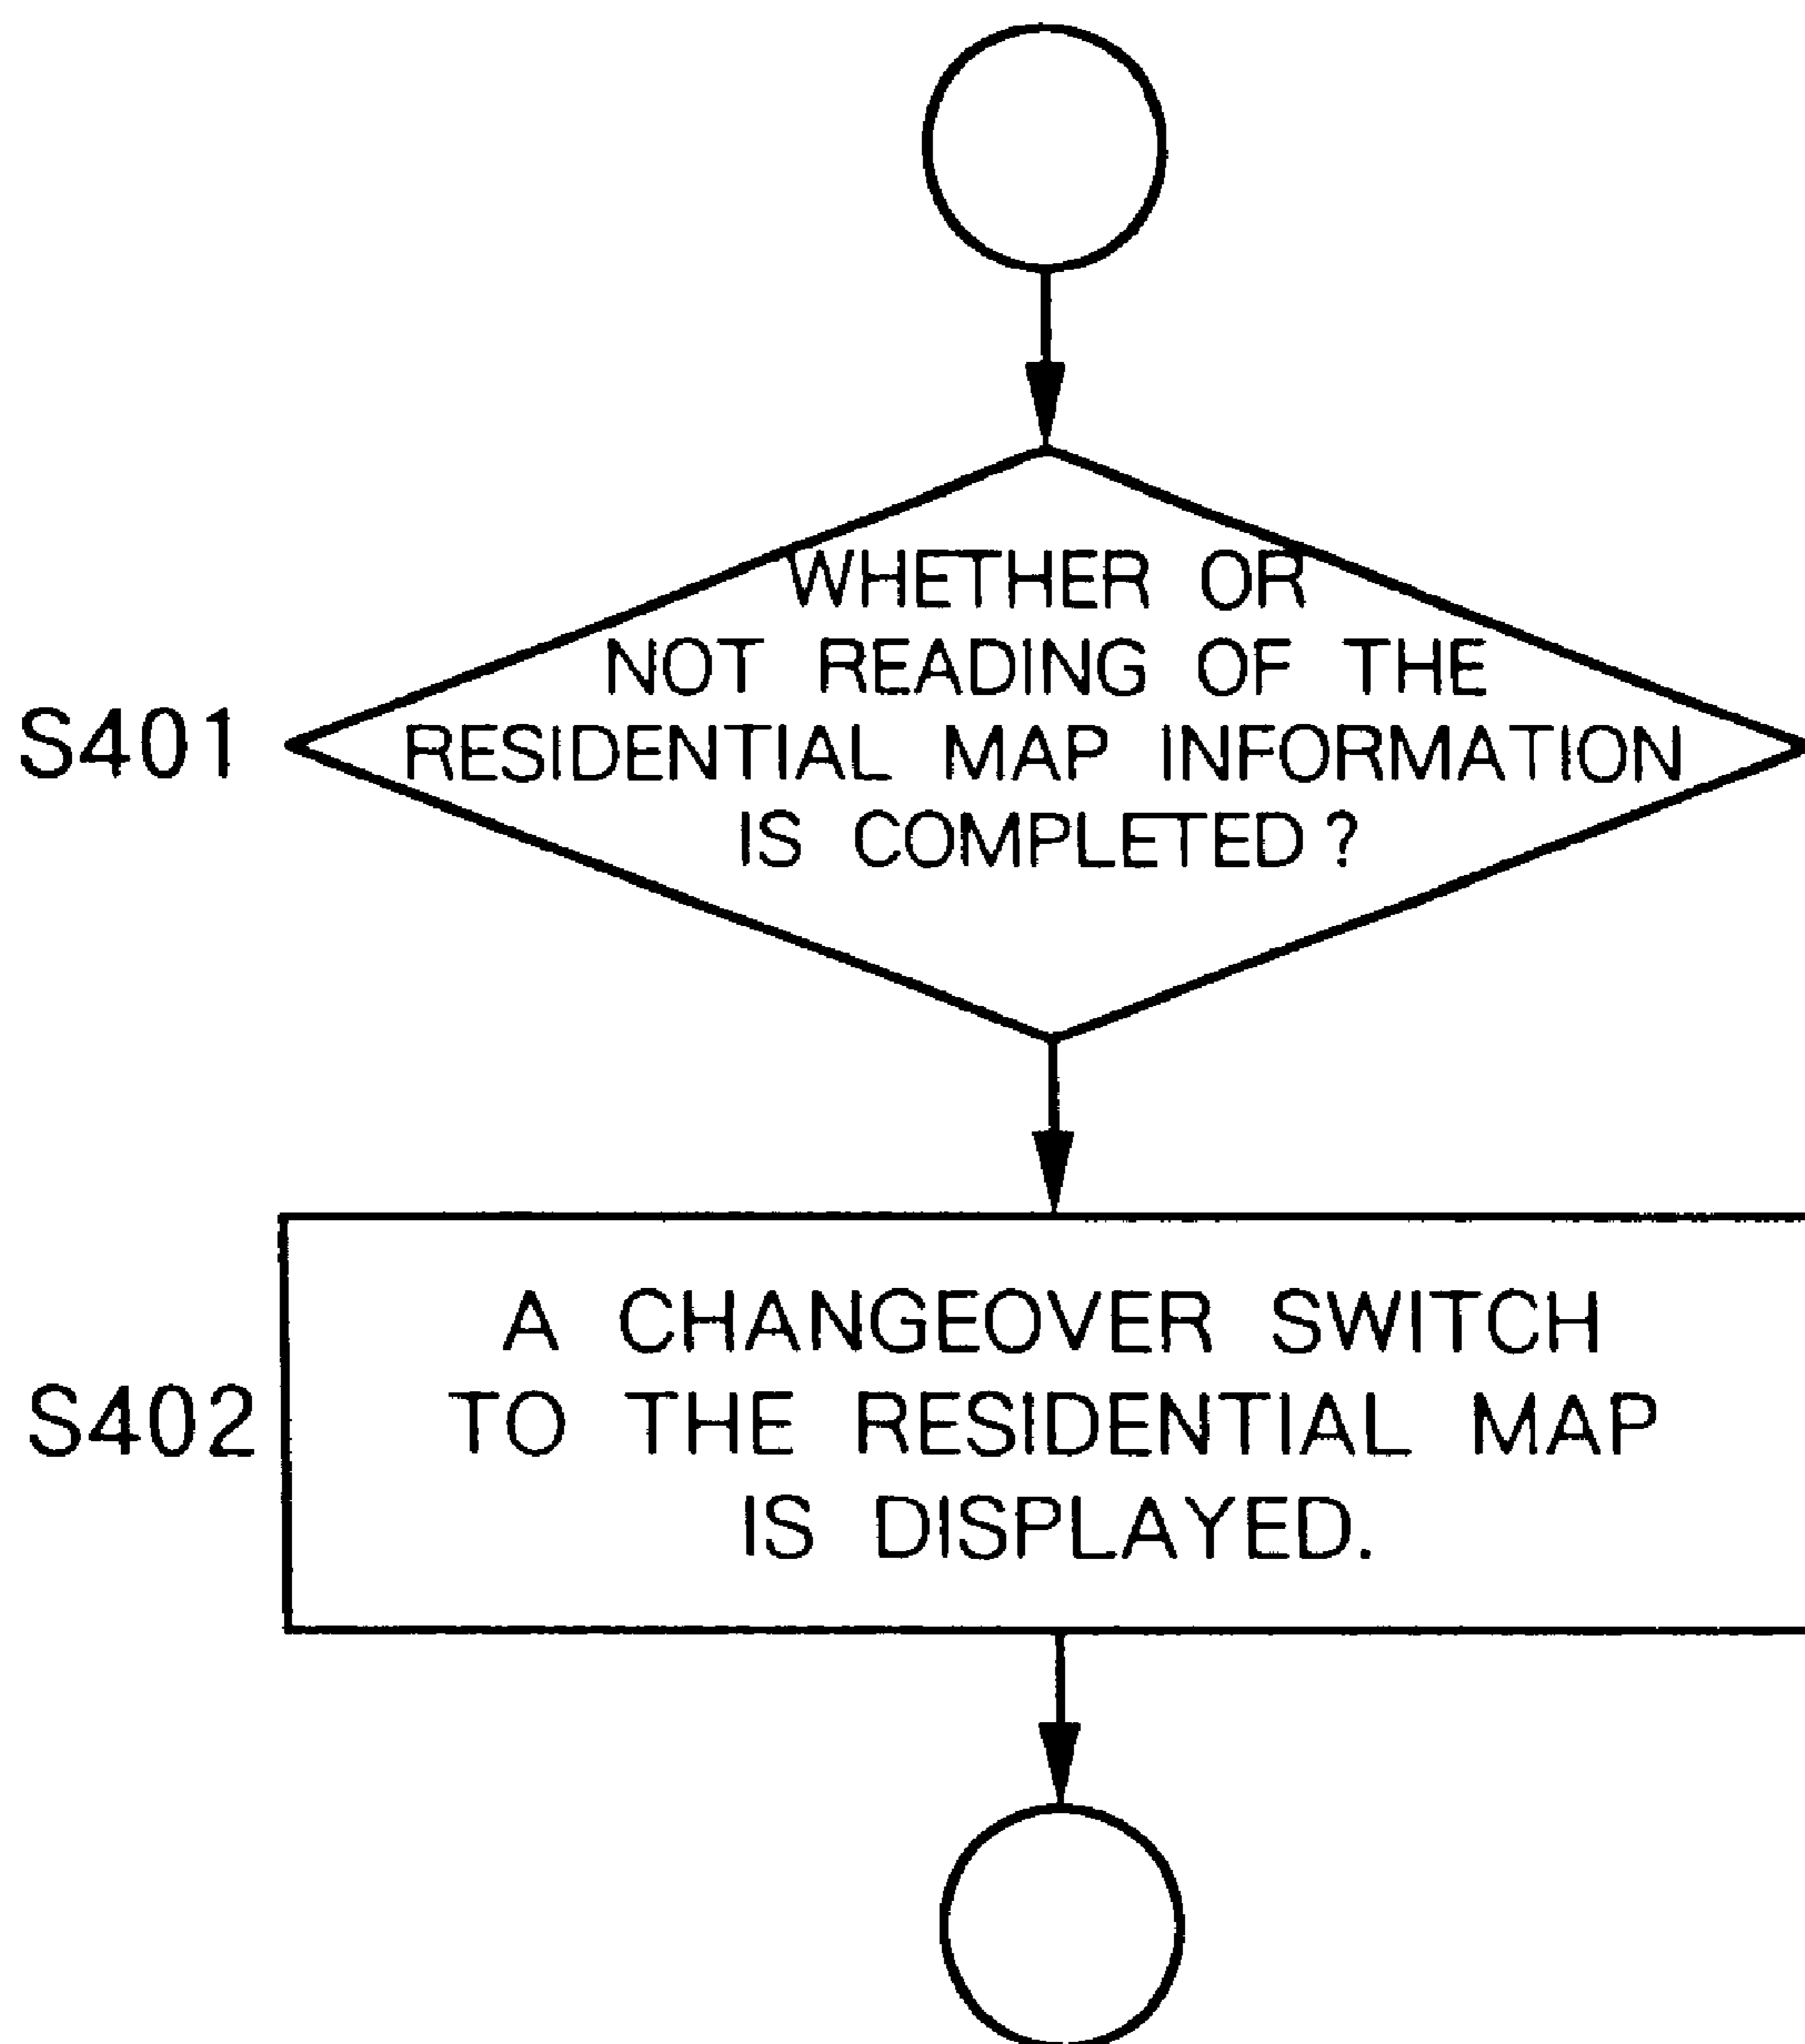 WHETHER OR
NOT READING OF THE
S401 RESIDENTIAL MAP INFORMATION
IS COMPLETED?
A CHANGEOVER SWITCH
S402 TO THE RESIDENTIAL MAP
IS DISPLAYED.